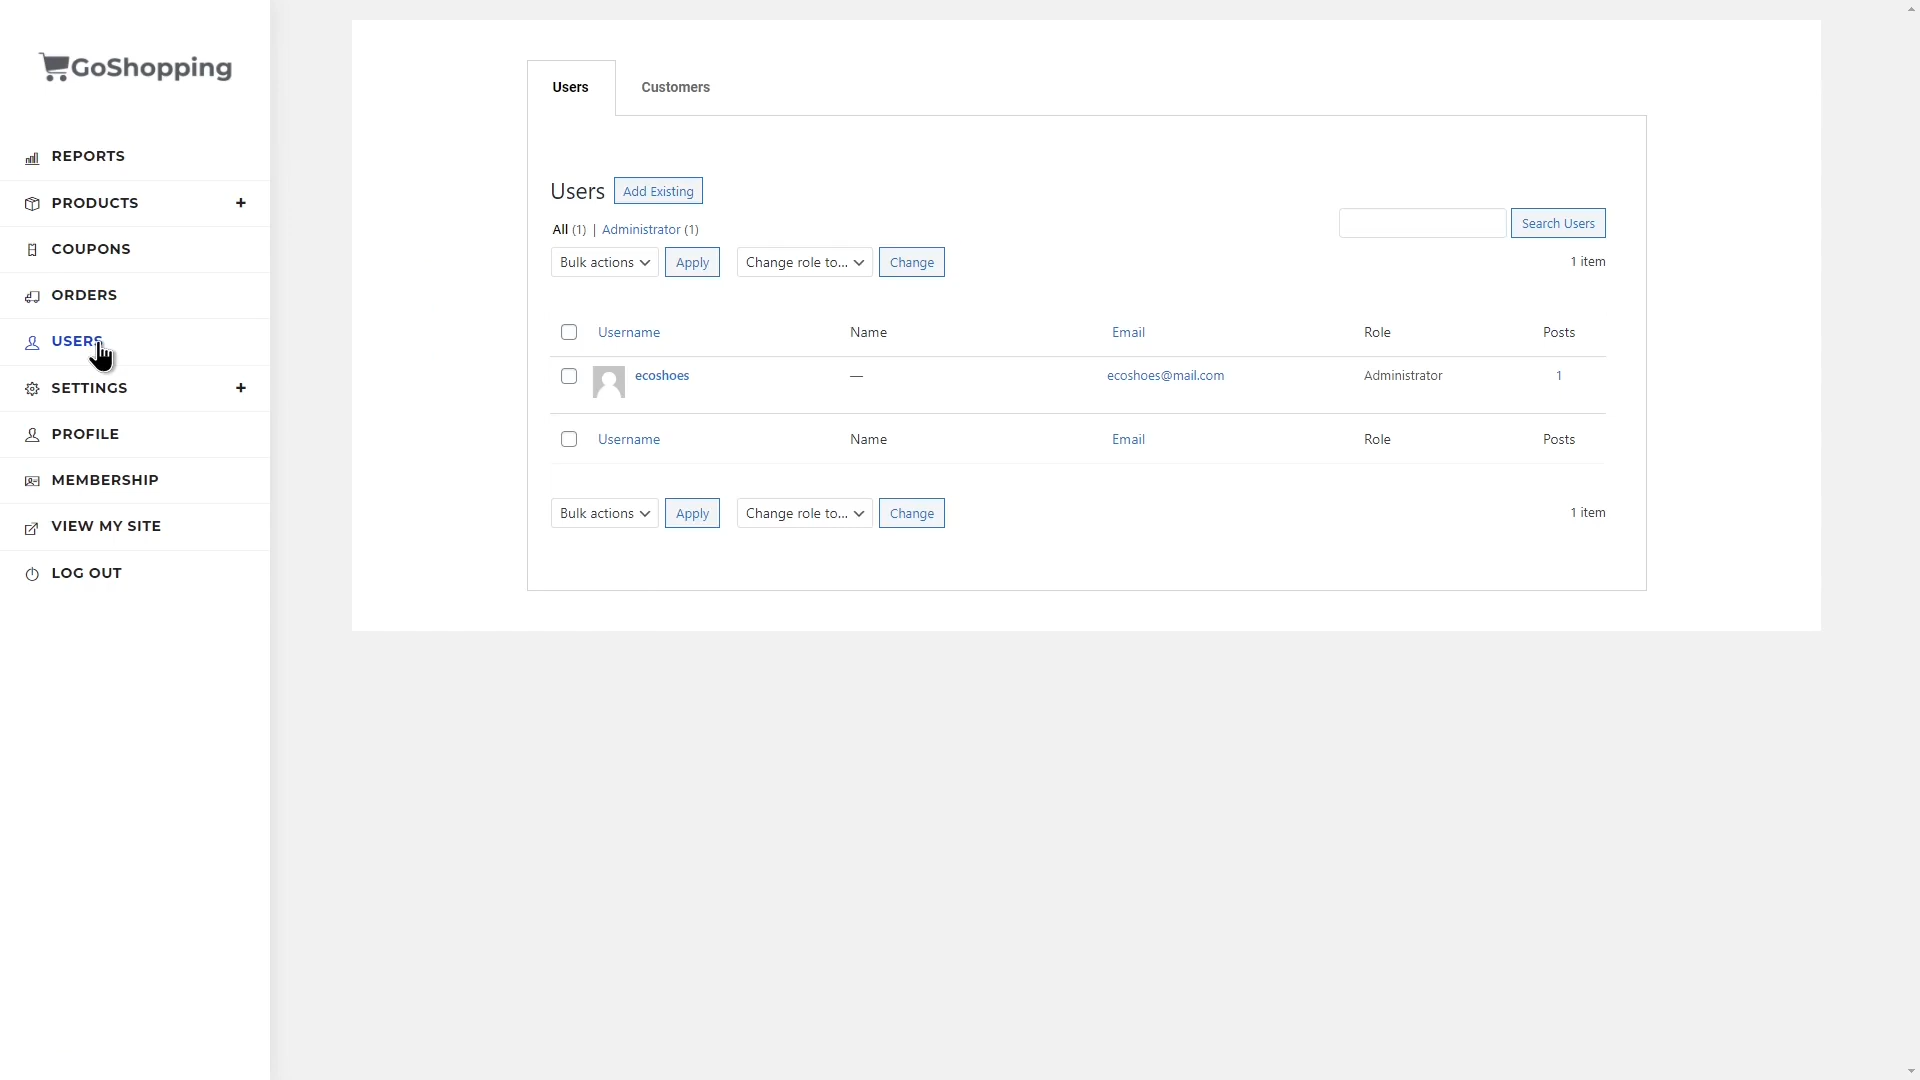 GoShopping
REPORTS
PRODUCTS +
COUPONS
ORDERS
USERS
SETTINGS +
PROFILE
MEMBERSHIP
VIEW MY SITE
LOG OUT
Users Customers
Users Add Existing
All (1) | Administrator (1)
Search Users
Bulk actions Apply Change role to... Change 1 item
Username Name Email Role Posts
ecoshoes — ecoshoes@mail.com Administrator 1
Username Name Email Role Posts
Bulk actions Apply Change role to... Change 1 item